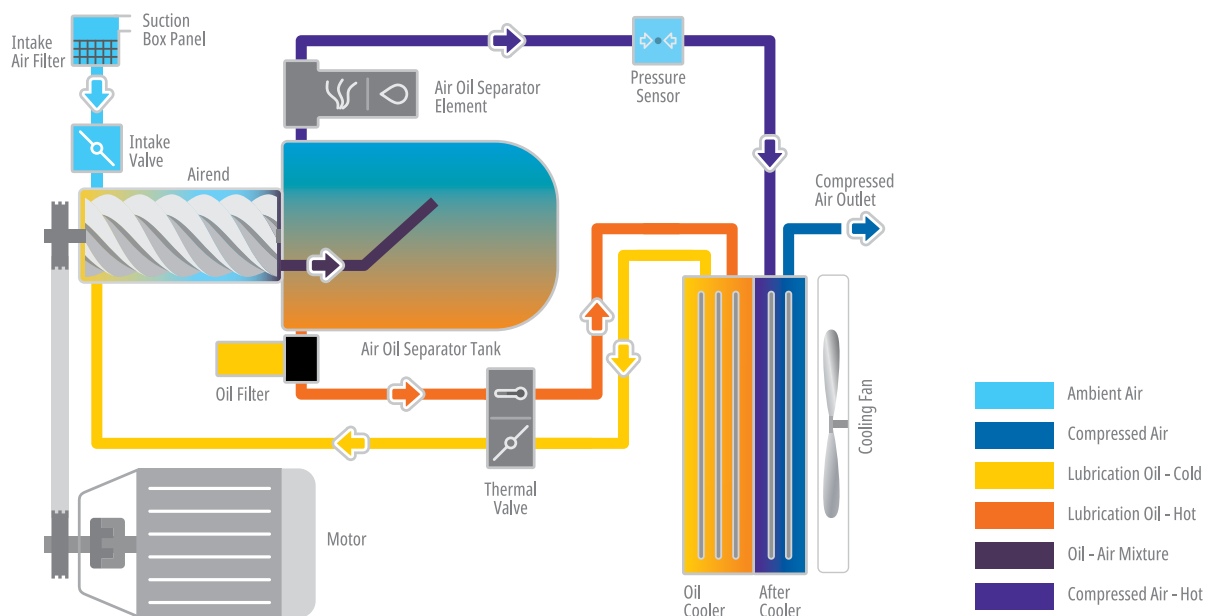 Suction
Box Panel
Intake
Air Filter
Pressure
Sensor
Air Oil Separator
Element
Intake
Valve
Airend
Compressed
Air Outlet
Air Oil Separator Tank
Oil Filter
Cooling Fan
Thermal
Valve
Motor
Oil
Cooler
After
Cooler
Ambient Air
Compressed Air
Lubrication Oil - Cold
Lubrication Oil - Hot
Oil - Air Mixture
Compressed Air - Hot